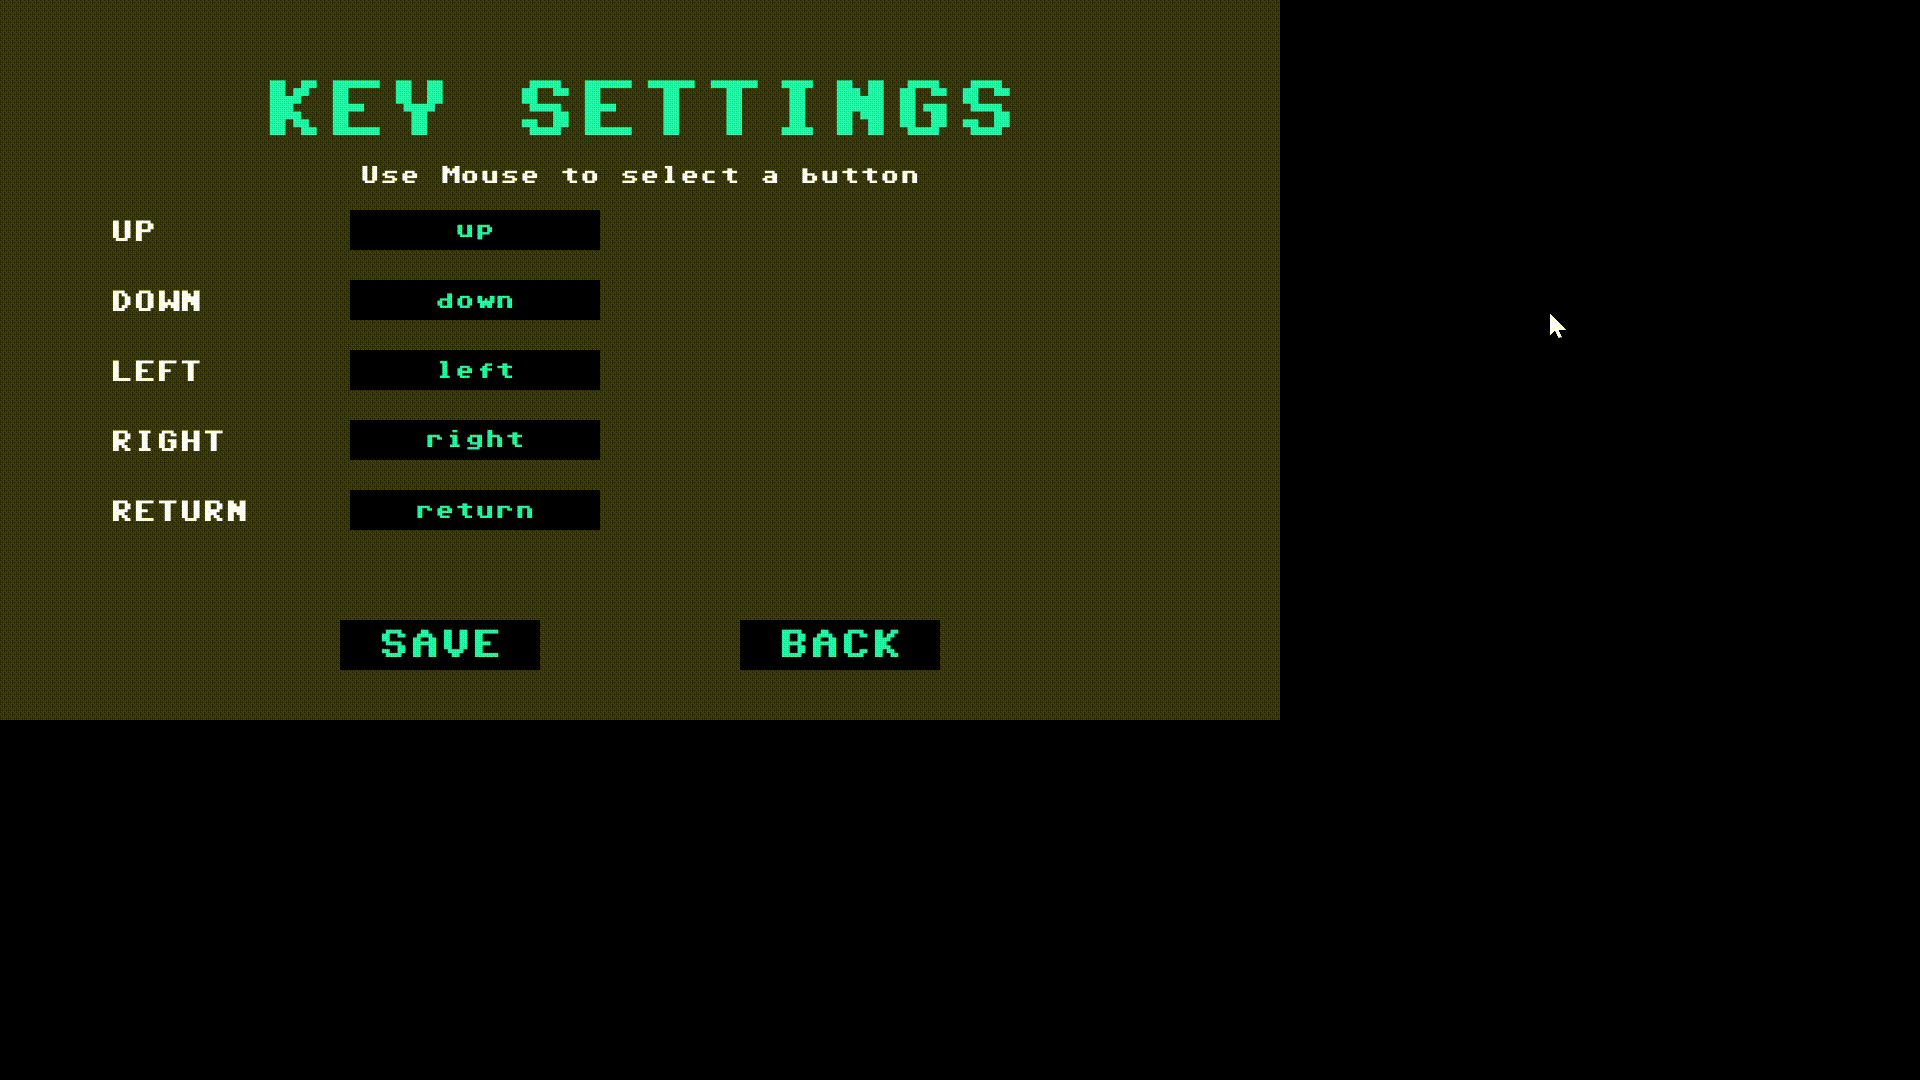 KEY SETTINGS
Use Mouse to select a button
UP up
DOWN down
LEFT left
RIGHT right
RETURN return
SAVE BACK